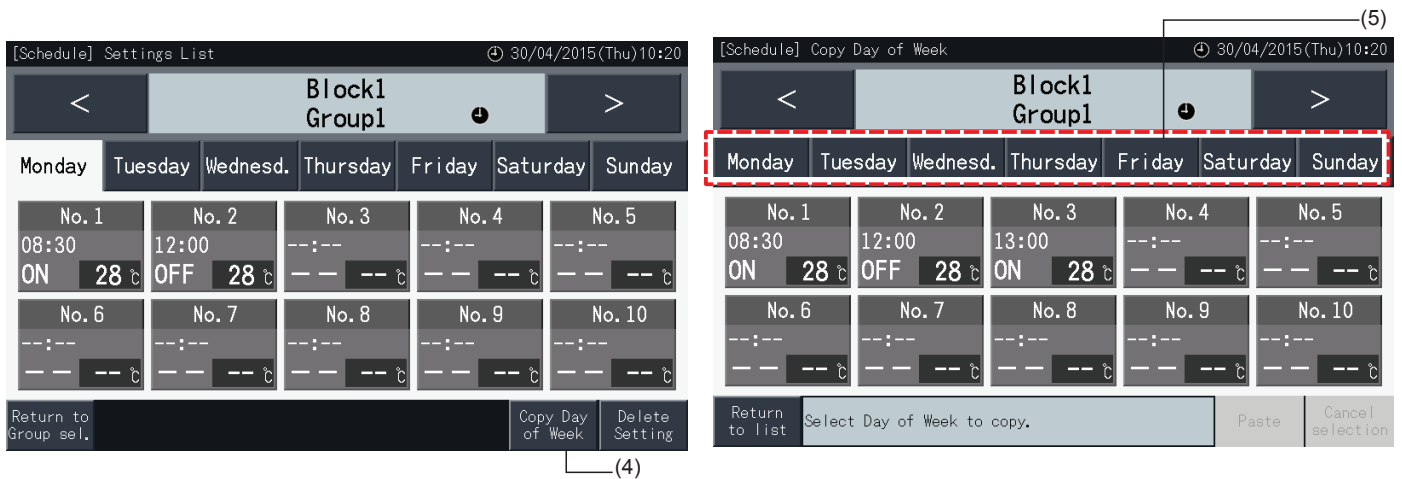 (5)
[Schedule] Settings List 30/04/2015(Thu)10:20
< Block1 >
Group1
Monday Tuesday Wednesd. Thursday Friday Saturday Sunday
No.1 No.2 No.3 No.4 No.5
08:30 12:00 --:-- --:-- --:--
ON 28℃ OFF 28℃ — — --℃ — — --℃ — — --℃
No.6 No.7 No.8 No.9 No.10
--:-- --:-- --:-- --:-- --:--
— — --℃ — — --℃ — — --℃ — — --℃ — — --℃
Return to Copy Day Delete
Group sel. of Week Setting
(4)
[Schedule] Copy Day of Week 30/04/2015(Thu)10:20
< Block1 >
Group1
Monday Tuesday Wednesd. Thursday Friday Saturday Sunday
No.1 No.2 No.3 No.4 No.5
08:30 12:00 13:00 --:-- --:--
ON 28℃ OFF 28℃ ON 28℃ — — --℃ — — --℃
No.6 No.7 No.8 No.9 No.10
--:-- --:-- --:-- --:-- --:--
— — --℃ — — --℃ — — --℃ — — --℃ — — --℃
Return Select Day of Week to copy. Paste Cancel
to list selection